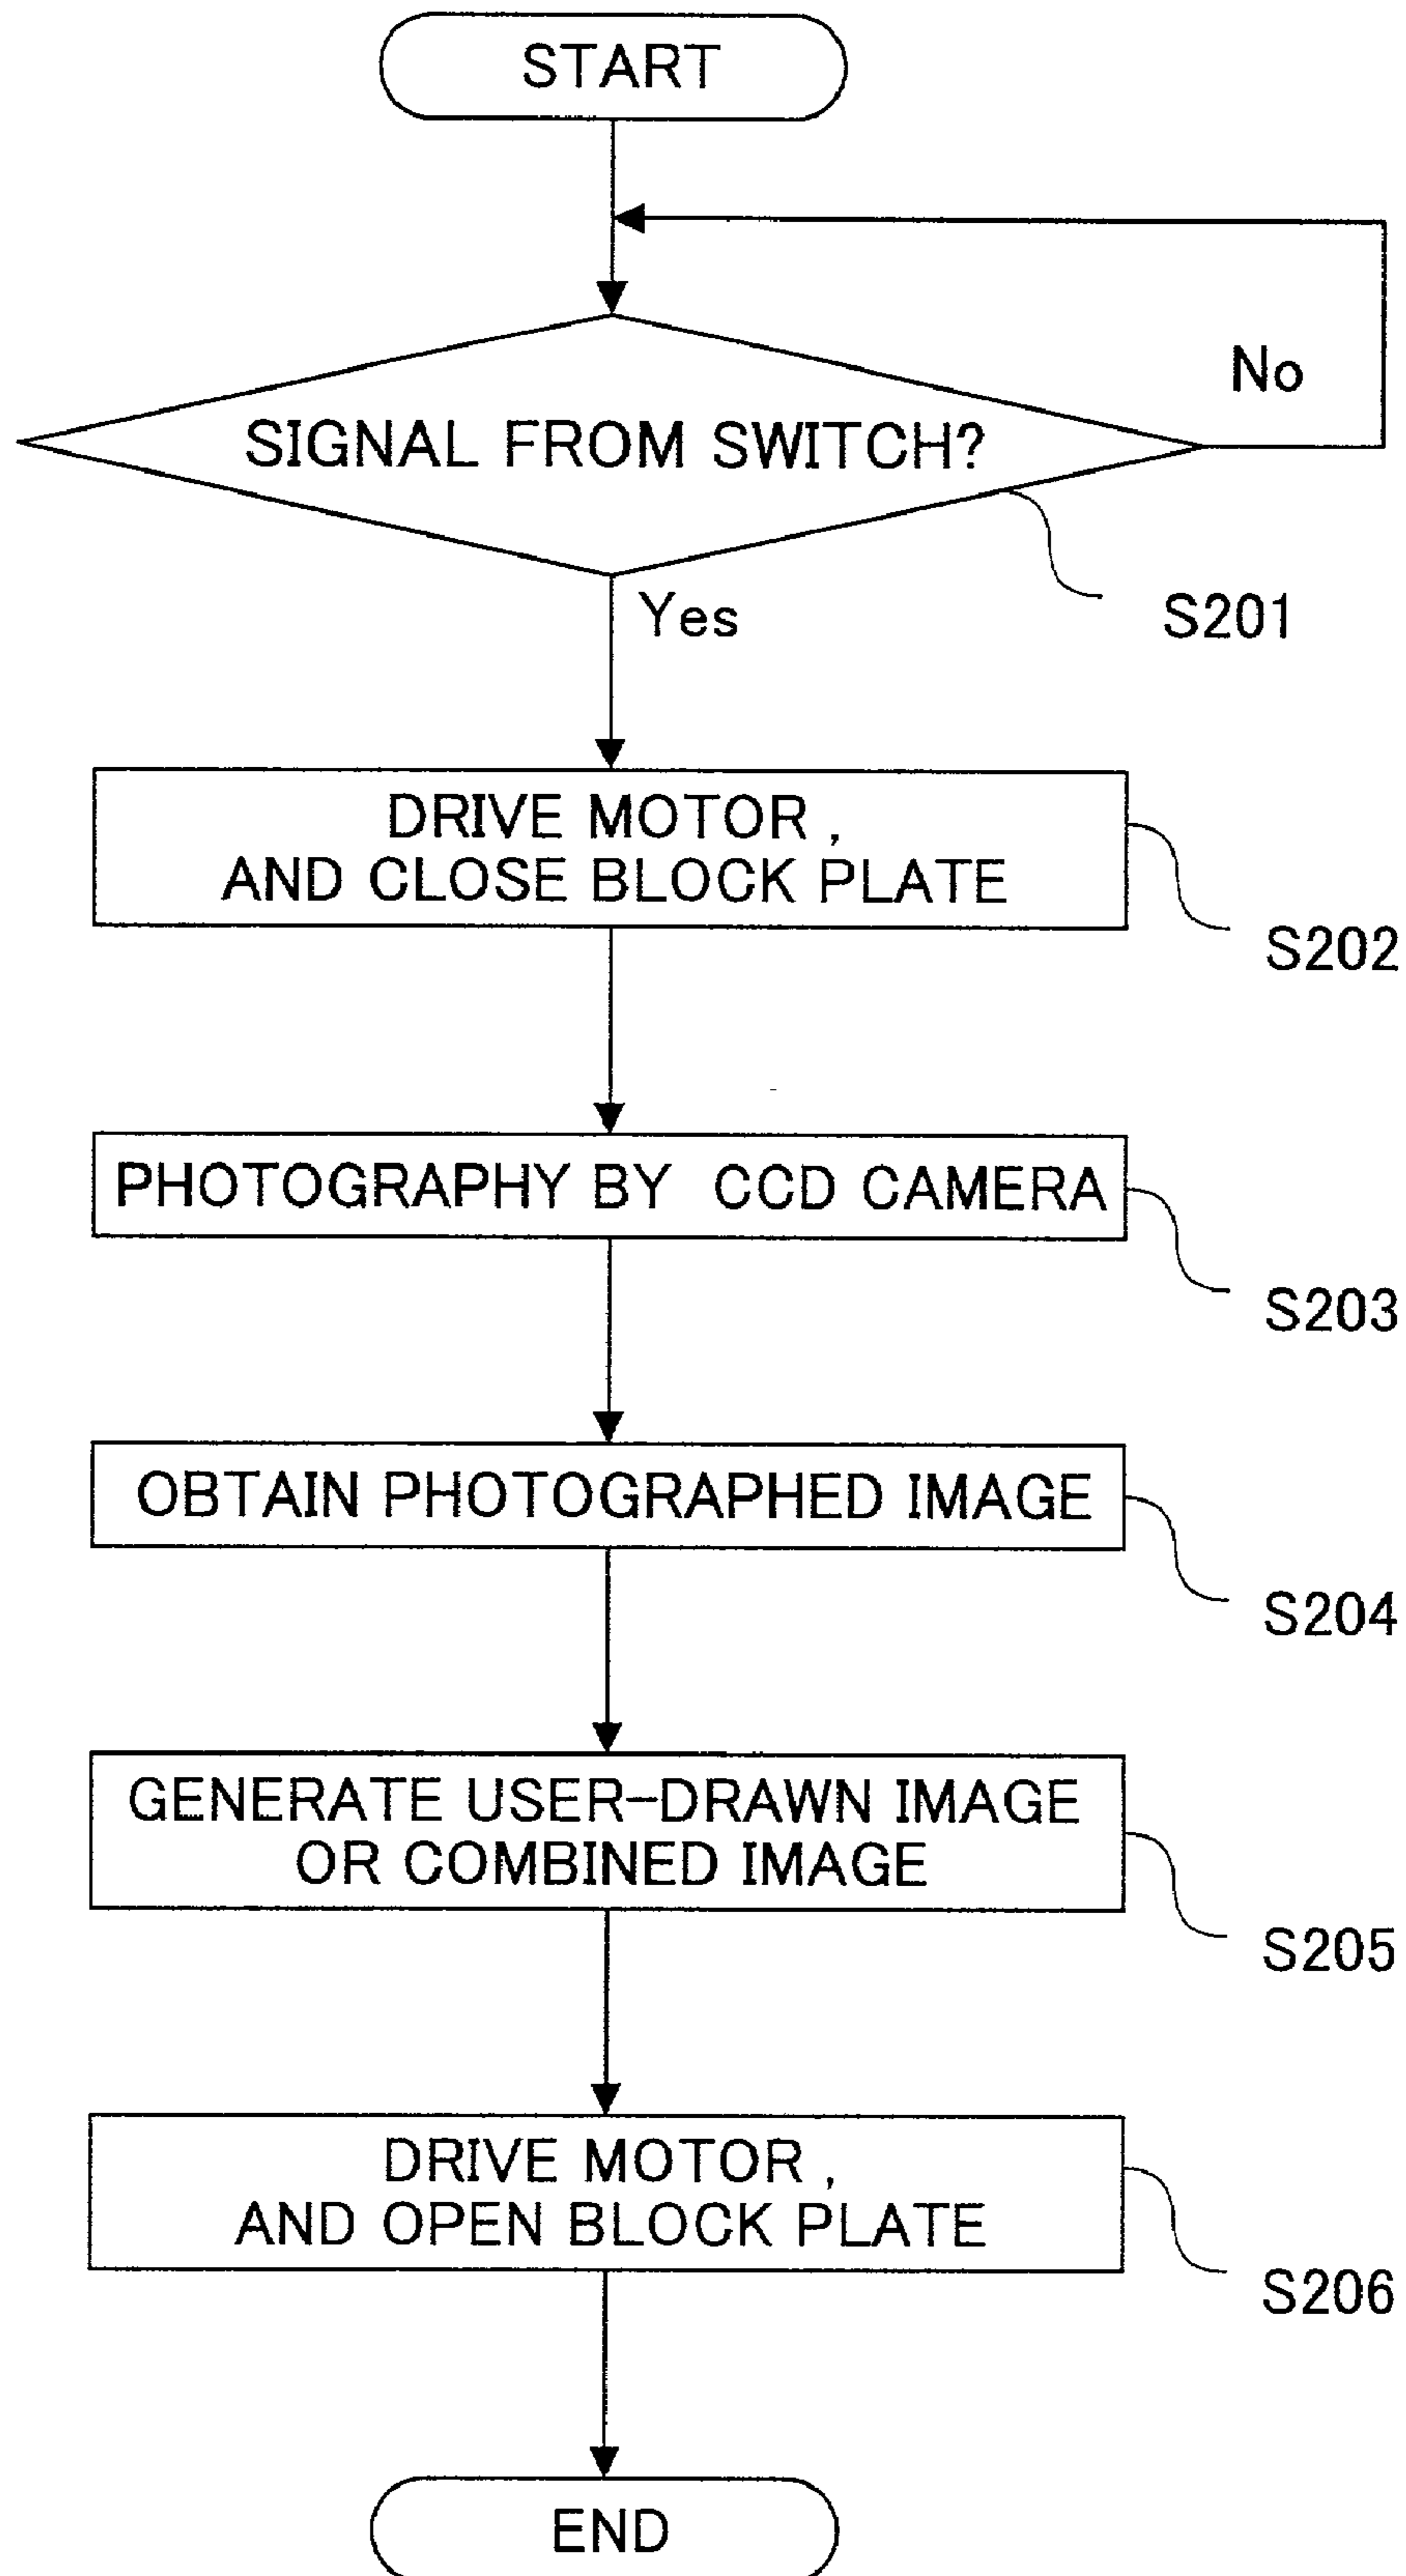 START
No
SIGNAL FROM SWITCH?
Yes
S201
DRIVE MOTOR ,
AND CLOSE BLOCK PLATE
S202
PHOTOGRAPHY BY CCD CAMERA
S203
OBTAIN PHOTOGRAPHED IMAGE
S204
GENERATE USER-DRAWN IMAGE
OR COMBINED IMAGE
S205
DRIVE MOTOR ,
AND OPEN BLOCK PLATE
S206
END